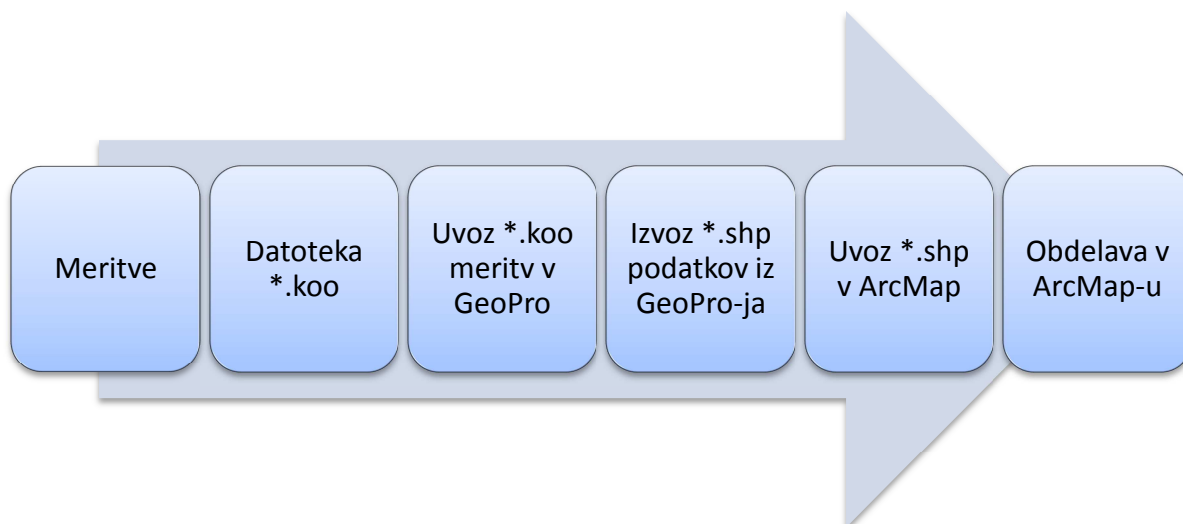 Meritve
Datoteka
*.koo
Uvoz *.koo
meritv v
GeoPro
Izvoz *.shp
podatkov iz
GeoPro-ja
Uvoz *.shp
v ArcMap
Obdelava v
ArcMap-u